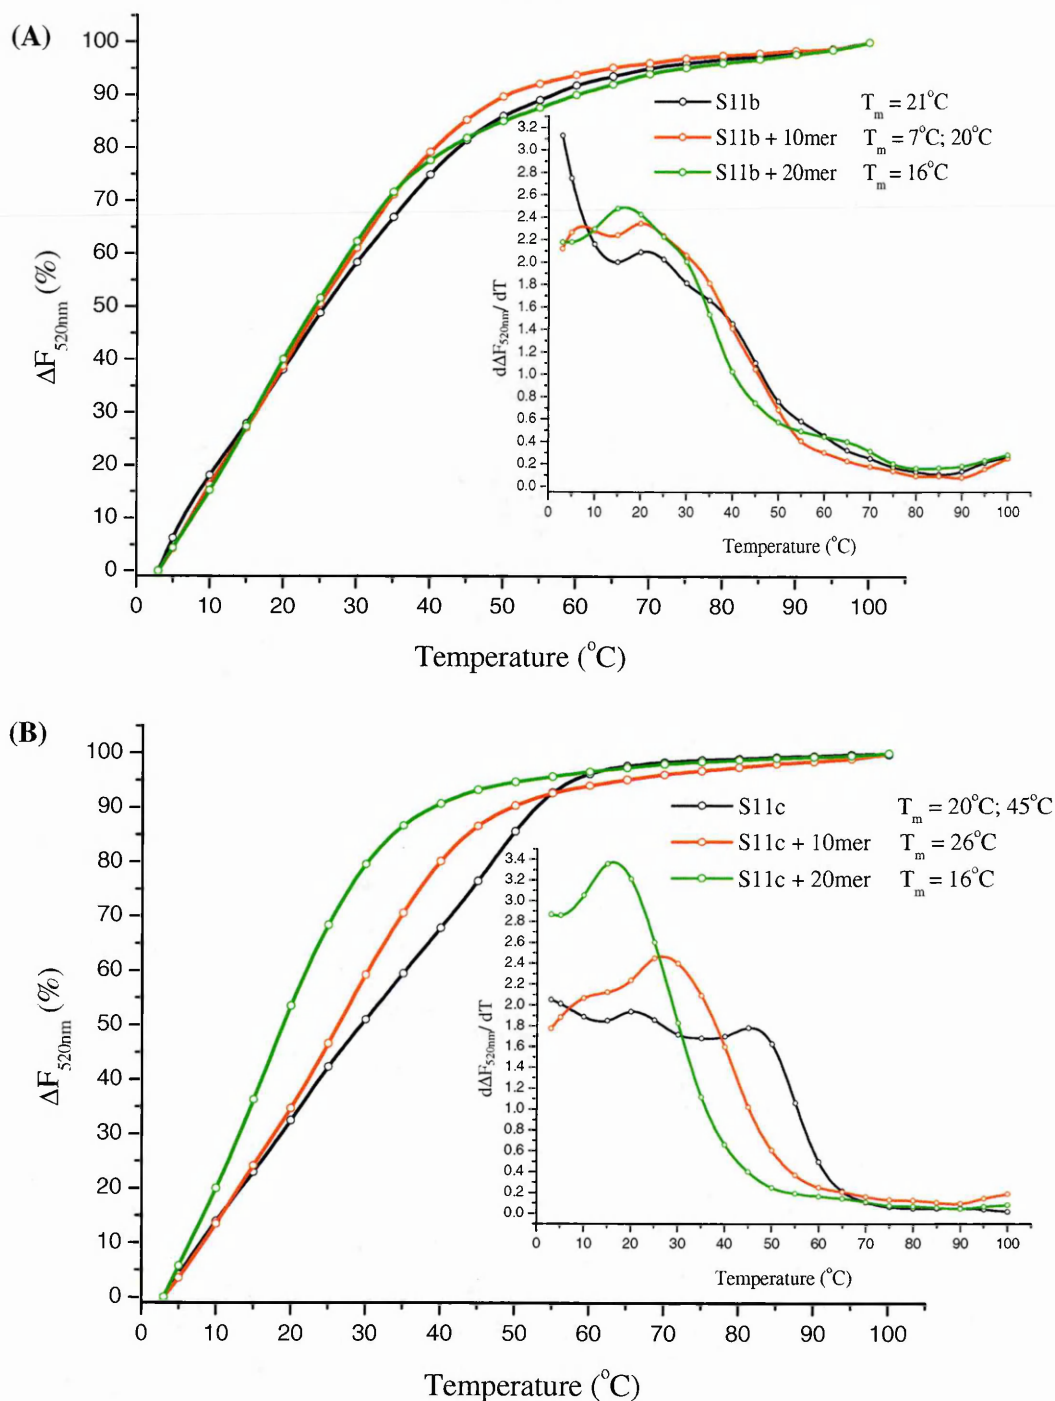 (A)
100
90
80
70
60
50
40
30
20
10
0
ΔF520nm (%)
0 10 20 30 40 50 60 70 80 90 100
Temperature (°C)
S11b Tm = 21°C
S11b + 10mer Tm = 7°C; 20°C
S11b + 20mer Tm = 16°C
3.2
3.0
2.8
2.6
2.4
2.2
2.0
1.8
1.6
1.4
1.2
1.0
0.8
0.6
0.4
0.2
0.0
dΔF520nm/ dT
0 10 20 30 40 50 60 70 80 90 100
Temperature (°C)
(B)
100
90
80
70
60
50
40
30
20
10
0
ΔF520nm (%)
0 10 20 30 40 50 60 70 80 90 100
Temperature (°C)
S11c Tm = 20°C; 45°C
S11c + 10mer Tm = 26°C
S11c + 20mer Tm = 16°C
3.4
3.2
3.0
2.8
2.6
2.4
2.2
2.0
1.8
1.6
1.4
1.2
1.0
0.8
0.6
0.4
0.2
0.0
dΔF520nm/ dT
0 10 20 30 40 50 60 70 80 90 100
Temperature (°C)